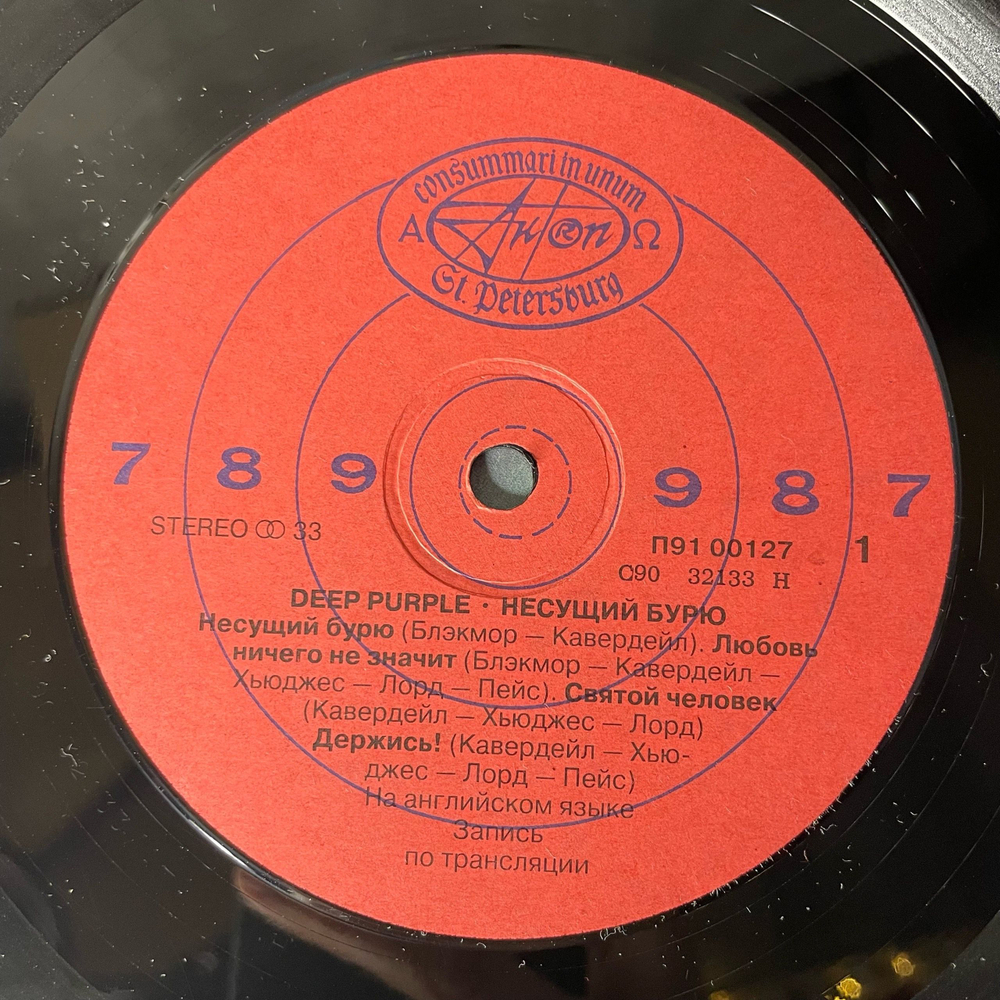 consummari in unum
А АнтRоп Ω
St. Petersburg
7 8 9 9 8 7
STEREO 33
П91 00127 1
С90 32133 Н
DEEP PURPLE · НЕСУЩИЙ БУРЮ
Несущий бурю (Блэкмор — Кавердейл). Любовь
ничего не значит (Блэкмор — Кавердейл —
Хьюджес — Лорд — Пейс). Святой человек
(Кавердейл — Хьюджес — Лорд)
Держись! (Кавердейл — Хью-
джес — Лорд — Пейс)
На английском языке
Запись
по трансляции